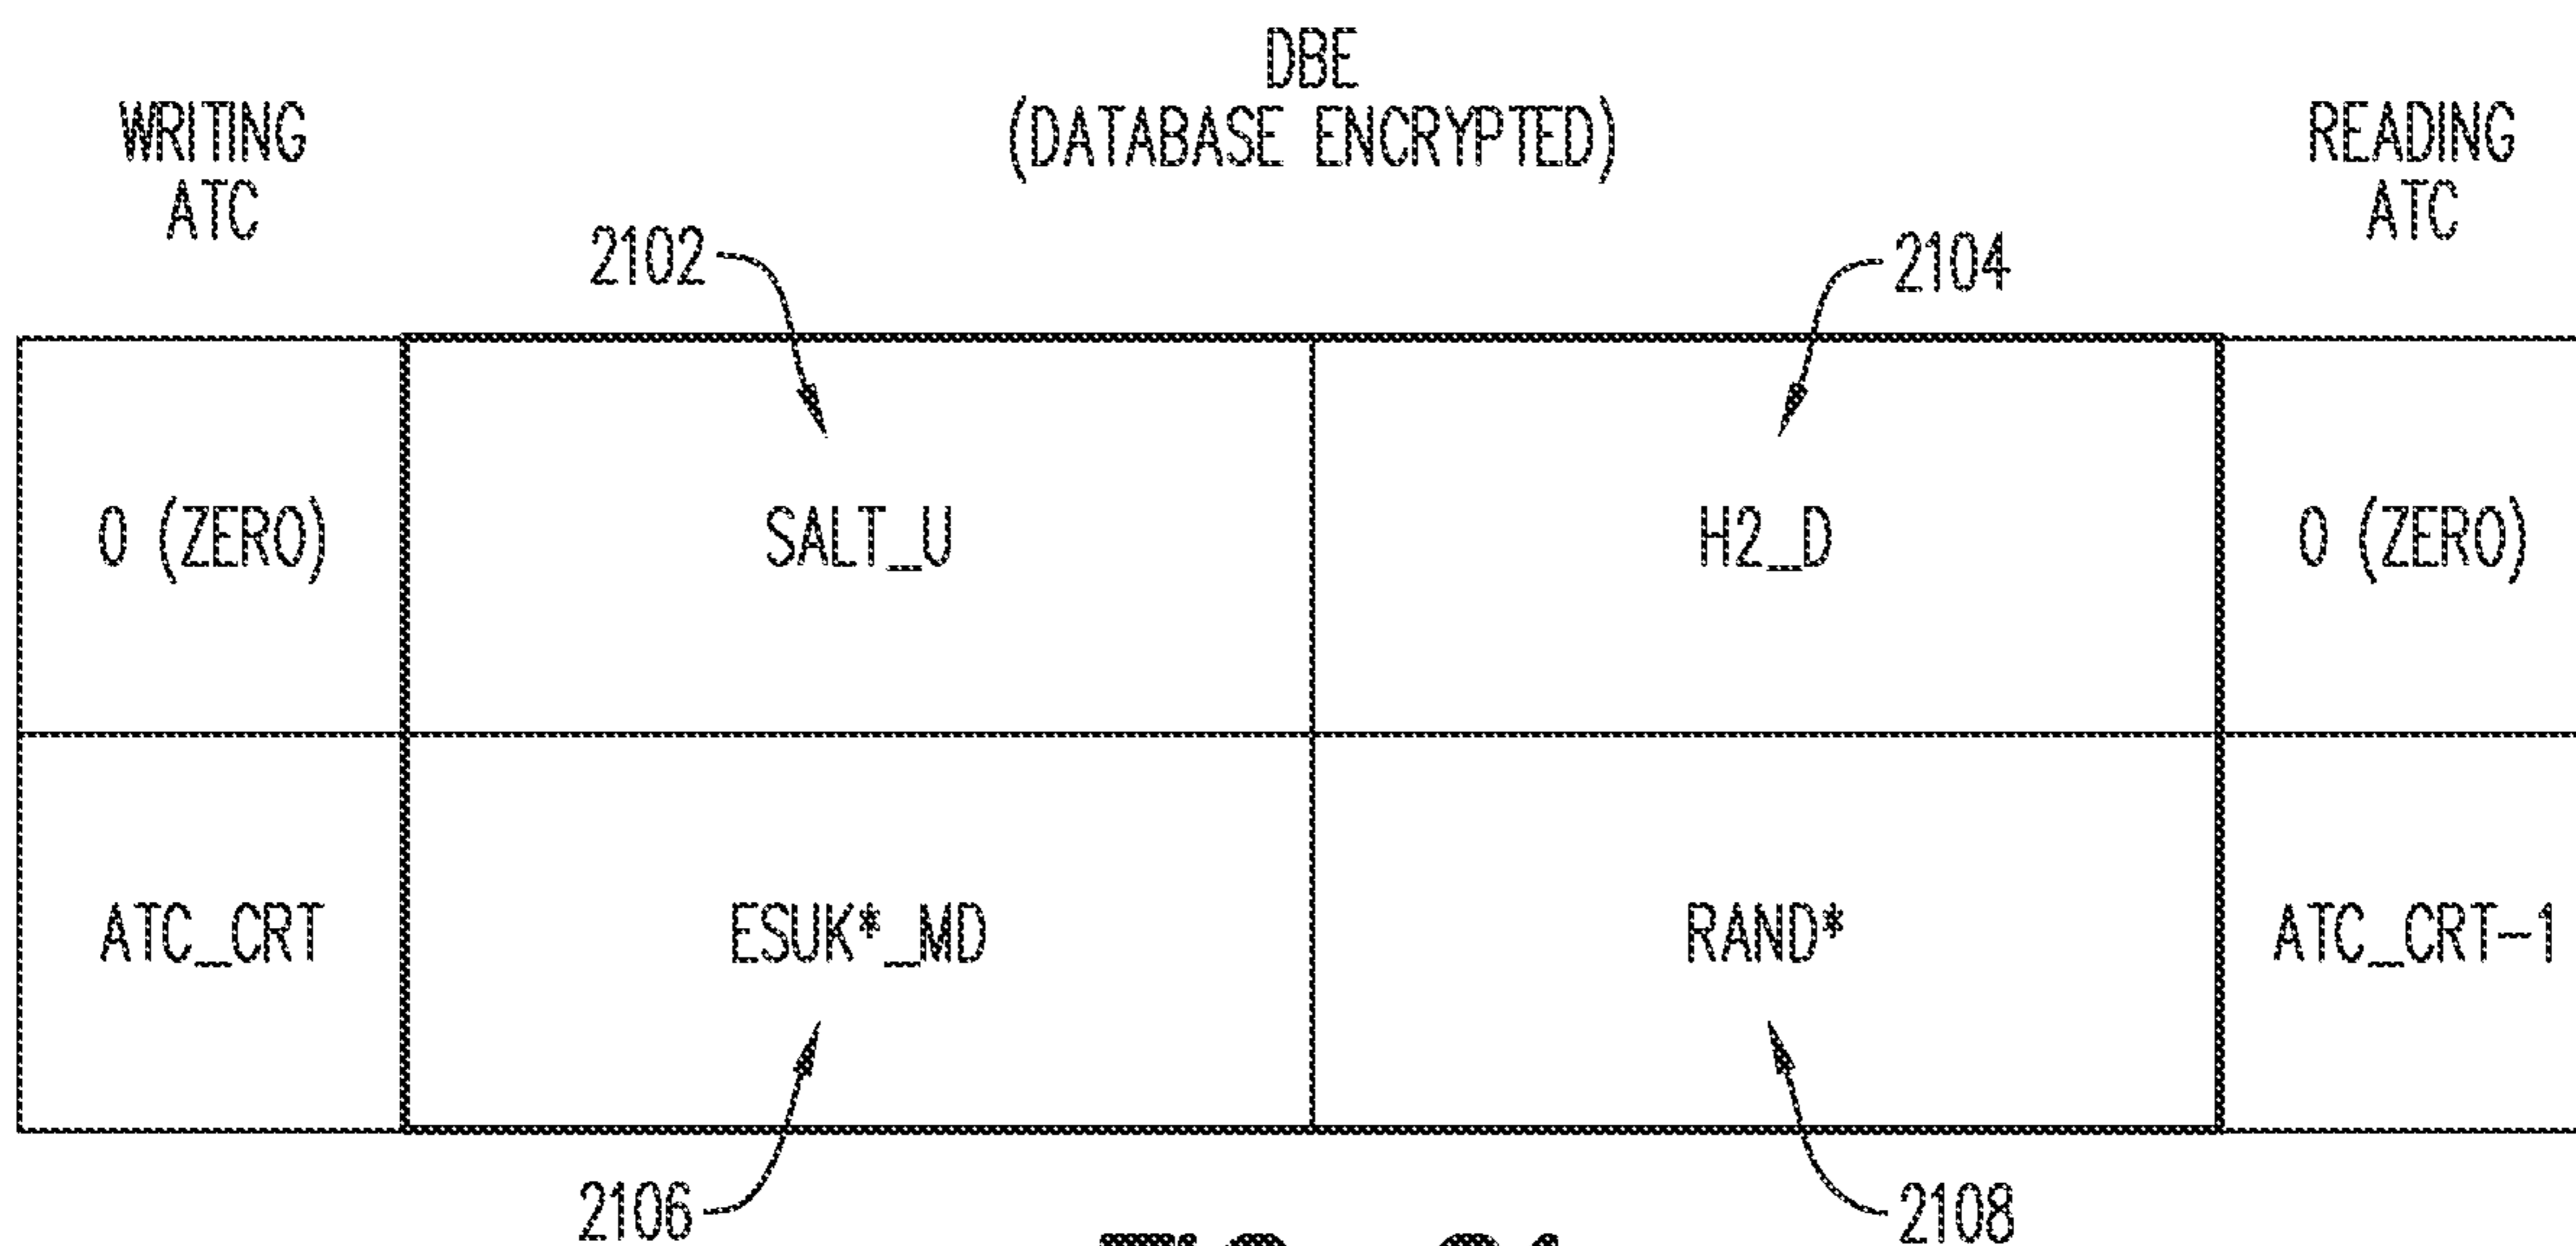 DBE
(DATABASE ENCRYPTED)
WRITING
ATC
READING
ATC
2102
2104
0 (ZERO)
SALT_U
H2_D
0 (ZERO)
ATC_CRT
ESUK*_MD
RAND*
ATC_CRT-1
2106
2108